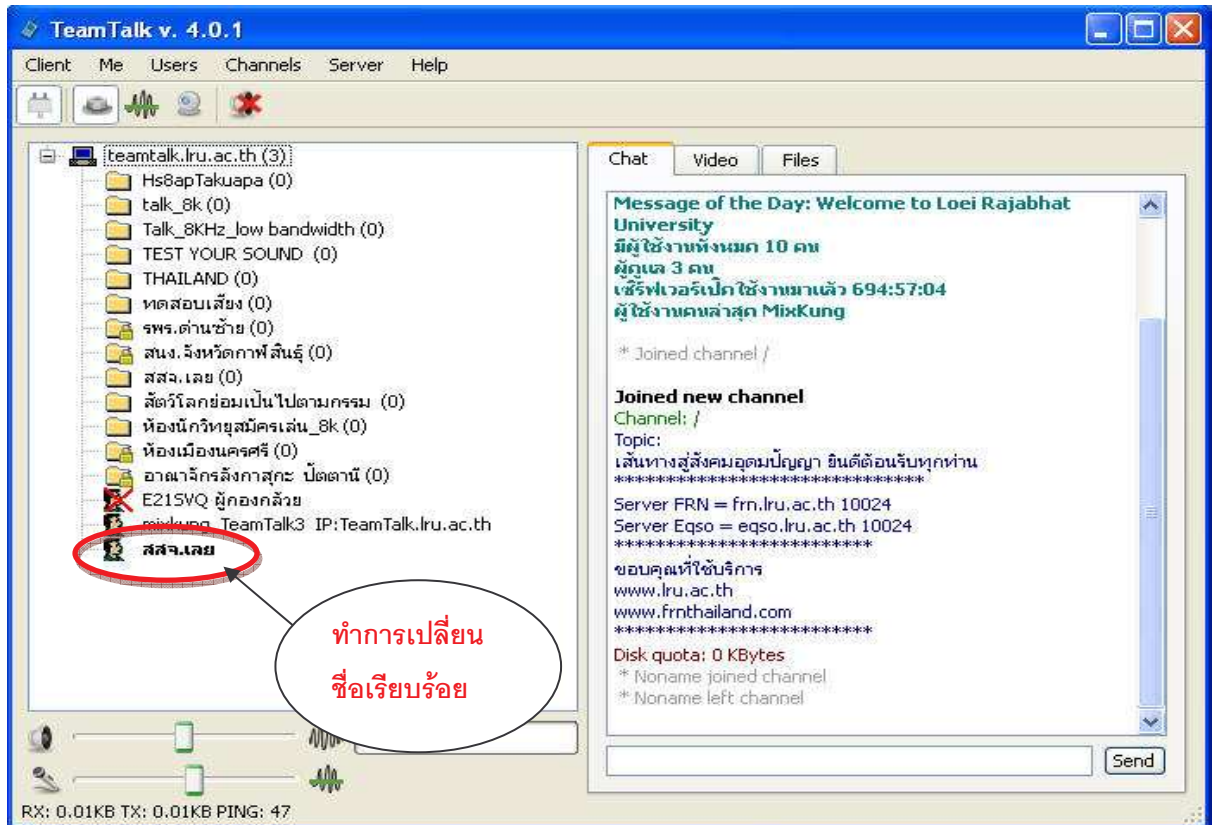 TeamTalk v. 4.0.1
Client Me Users Channels Server Help
teamtalk.lru.ac.th (3)
Hs8apTakuapa (0)
talk_8k (0)
Talk_8KHz_low bandwidth (0)
TEST YOUR SOUND (0)
THAILAND (0)
ทดสอบเสียง (0)
รพร.ด่านซ้าย (0)
สนง.จังหวัดกาฬสินธุ์ (0)
สสจ.เลย (0)
สัตว์โลกย่อมเป็นไปตามกรรม (0)
ห้องนักวิทยุสมัครเล่น_8k (0)
ห้องเมืองนครศรี (0)
อาณาจักรลังกาสุกะ ปัตตานี (0)
E21SVQ ผู้กองกล้วย
mixkung_TeamTalk3_IP:TeamTalk.lru.ac.th
สสจ.เลย
ทำการเปลี่ยน
ชื่อเรียบร้อย
Chat Video Files
Message of the Day: Welcome to Loei Rajabhat
University
มีผู้ใช้งานทั้งหมด 10 คน
ผู้ดูแล 3 คน
เซิร์ฟเวอร์เปิดใช้งานมาแล้ว 694:57:04
ผู้ใช้งานคนล่าสุด MixKung
* Joined channel /
Joined new channel
Channel: /
Topic:
เส้นทางสู่สังคมอุดมปัญญา ยินดีต้อนรับทุกท่าน
******************************
Server FRN = frn.lru.ac.th 10024
Server Eqso = eqso.lru.ac.th 10024
*************************
ขอบคุณที่ใช้บริการ
www.lru.ac.th
www.frnthailand.com
*************************
Disk quota: 0 KBytes
* Noname joined channel
* Noname left channel
Send
RX: 0.01KB TX: 0.01KB PING: 47